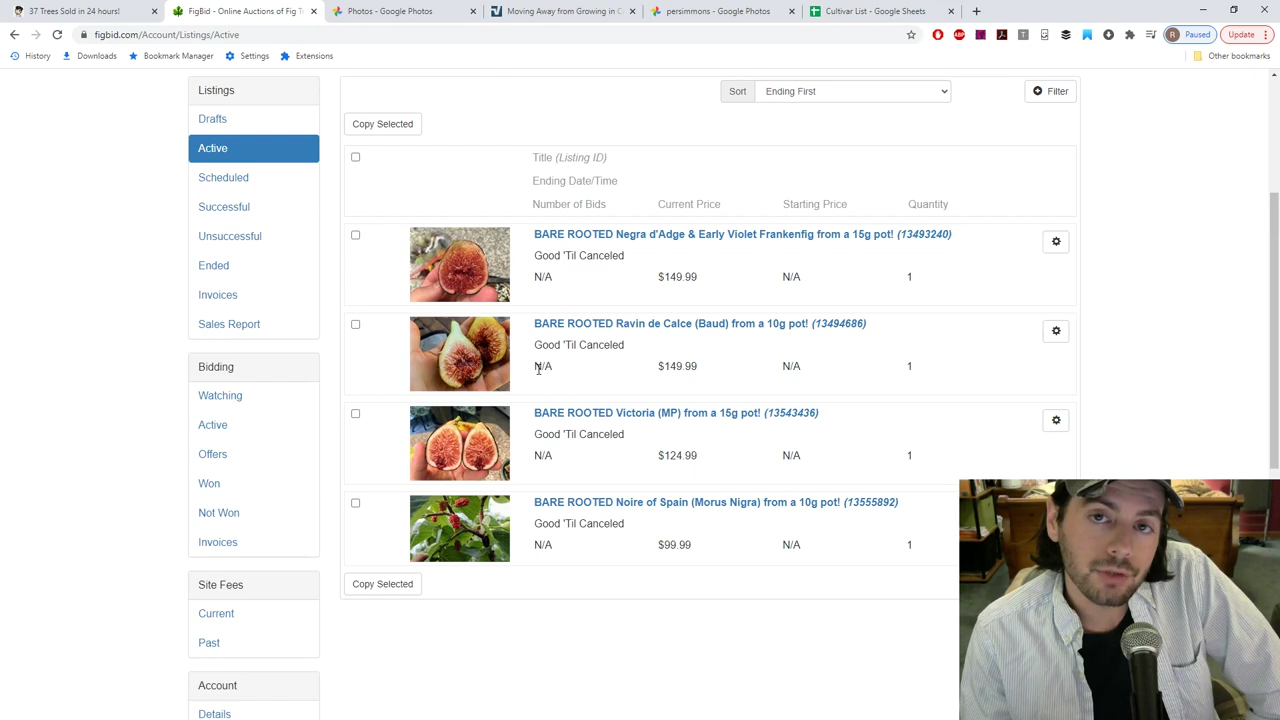 37 Trees Sold in 24 hours!
FigBid - Online Auctions of Fig T
Photos - Google Photos
Moving Away from Growing in C
persimmons - Google Photos
Cultivar List - Google Sheets
figbid.com/Account/Listings/Active
ABP
T
R
Paused
Update
History
Downloads
Bookmark Manager
Settings
Extensions
Other bookmarks
Listings
Drafts
Active
Scheduled
Successful
Unsuccessful
Ended
Invoices
Sales Report
Bidding
Watching
Active
Offers
Won
Not Won
Invoices
Site Fees
Current
Past
Account
Details
Sort
Ending First
Filter
Copy Selected
Title (Listing ID)
Ending Date/Time
Number of Bids Current Price Starting Price Quantity
BARE ROOTED Negra d'Adge & Early Violet Frankenfig from a 15g pot! (13493240)
Good 'Til Canceled
N/A $149.99 N/A 1
BARE ROOTED Ravin de Calce (Baud) from a 10g pot! (13494686)
Good 'Til Canceled
N/A $149.99 N/A 1
BARE ROOTED Victoria (MP) from a 15g pot! (13543436)
Good 'Til Canceled
N/A $124.99 N/A 1
BARE ROOTED Noire of Spain (Morus Nigra) from a 10g pot! (13555892)
Good 'Til Canceled
N/A $99.99 N/A 1
Copy Selected